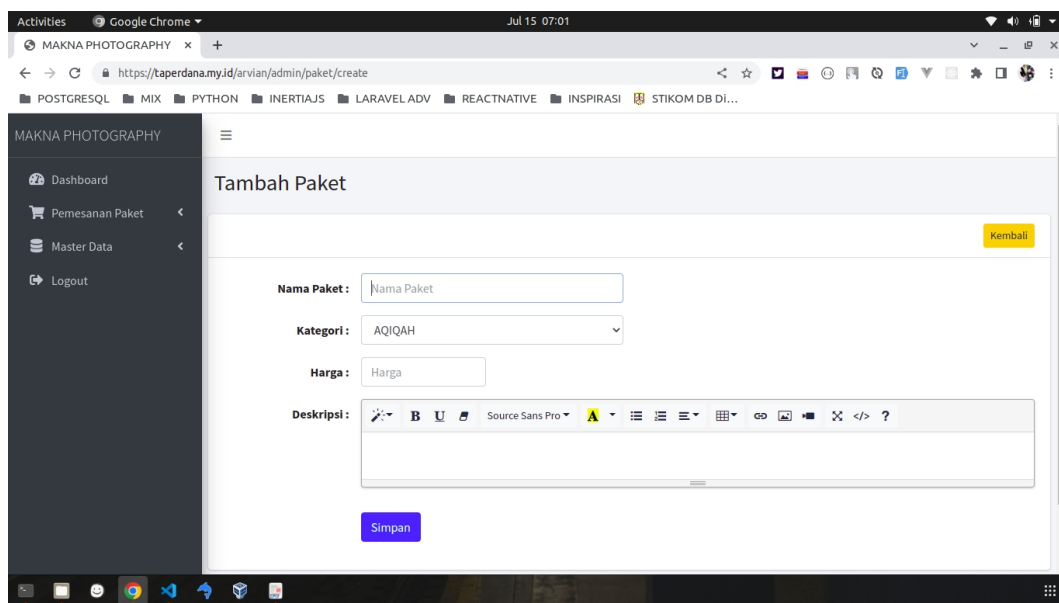 Activities Google Chrome Jul 15 07:01
MAKNA PHOTOGRAPHY × +
https://taperdana.my.id/arvian/admin/paket/create
POSTGRESQL MIX PYTHON INERTIAJS LARAVEL ADV REACTNATIVE INSPIRASI STIKOM DB Di...
MAKNA PHOTOGRAPHY
Dashboard
Pemesanan Paket
Master Data
Logout
Tambah Paket
Kembali
Nama Paket : Nama Paket
Kategori : AQIQAH
Harga : Harga
Deskripsi : B U Source Sans Pro A </> ?
Simpan